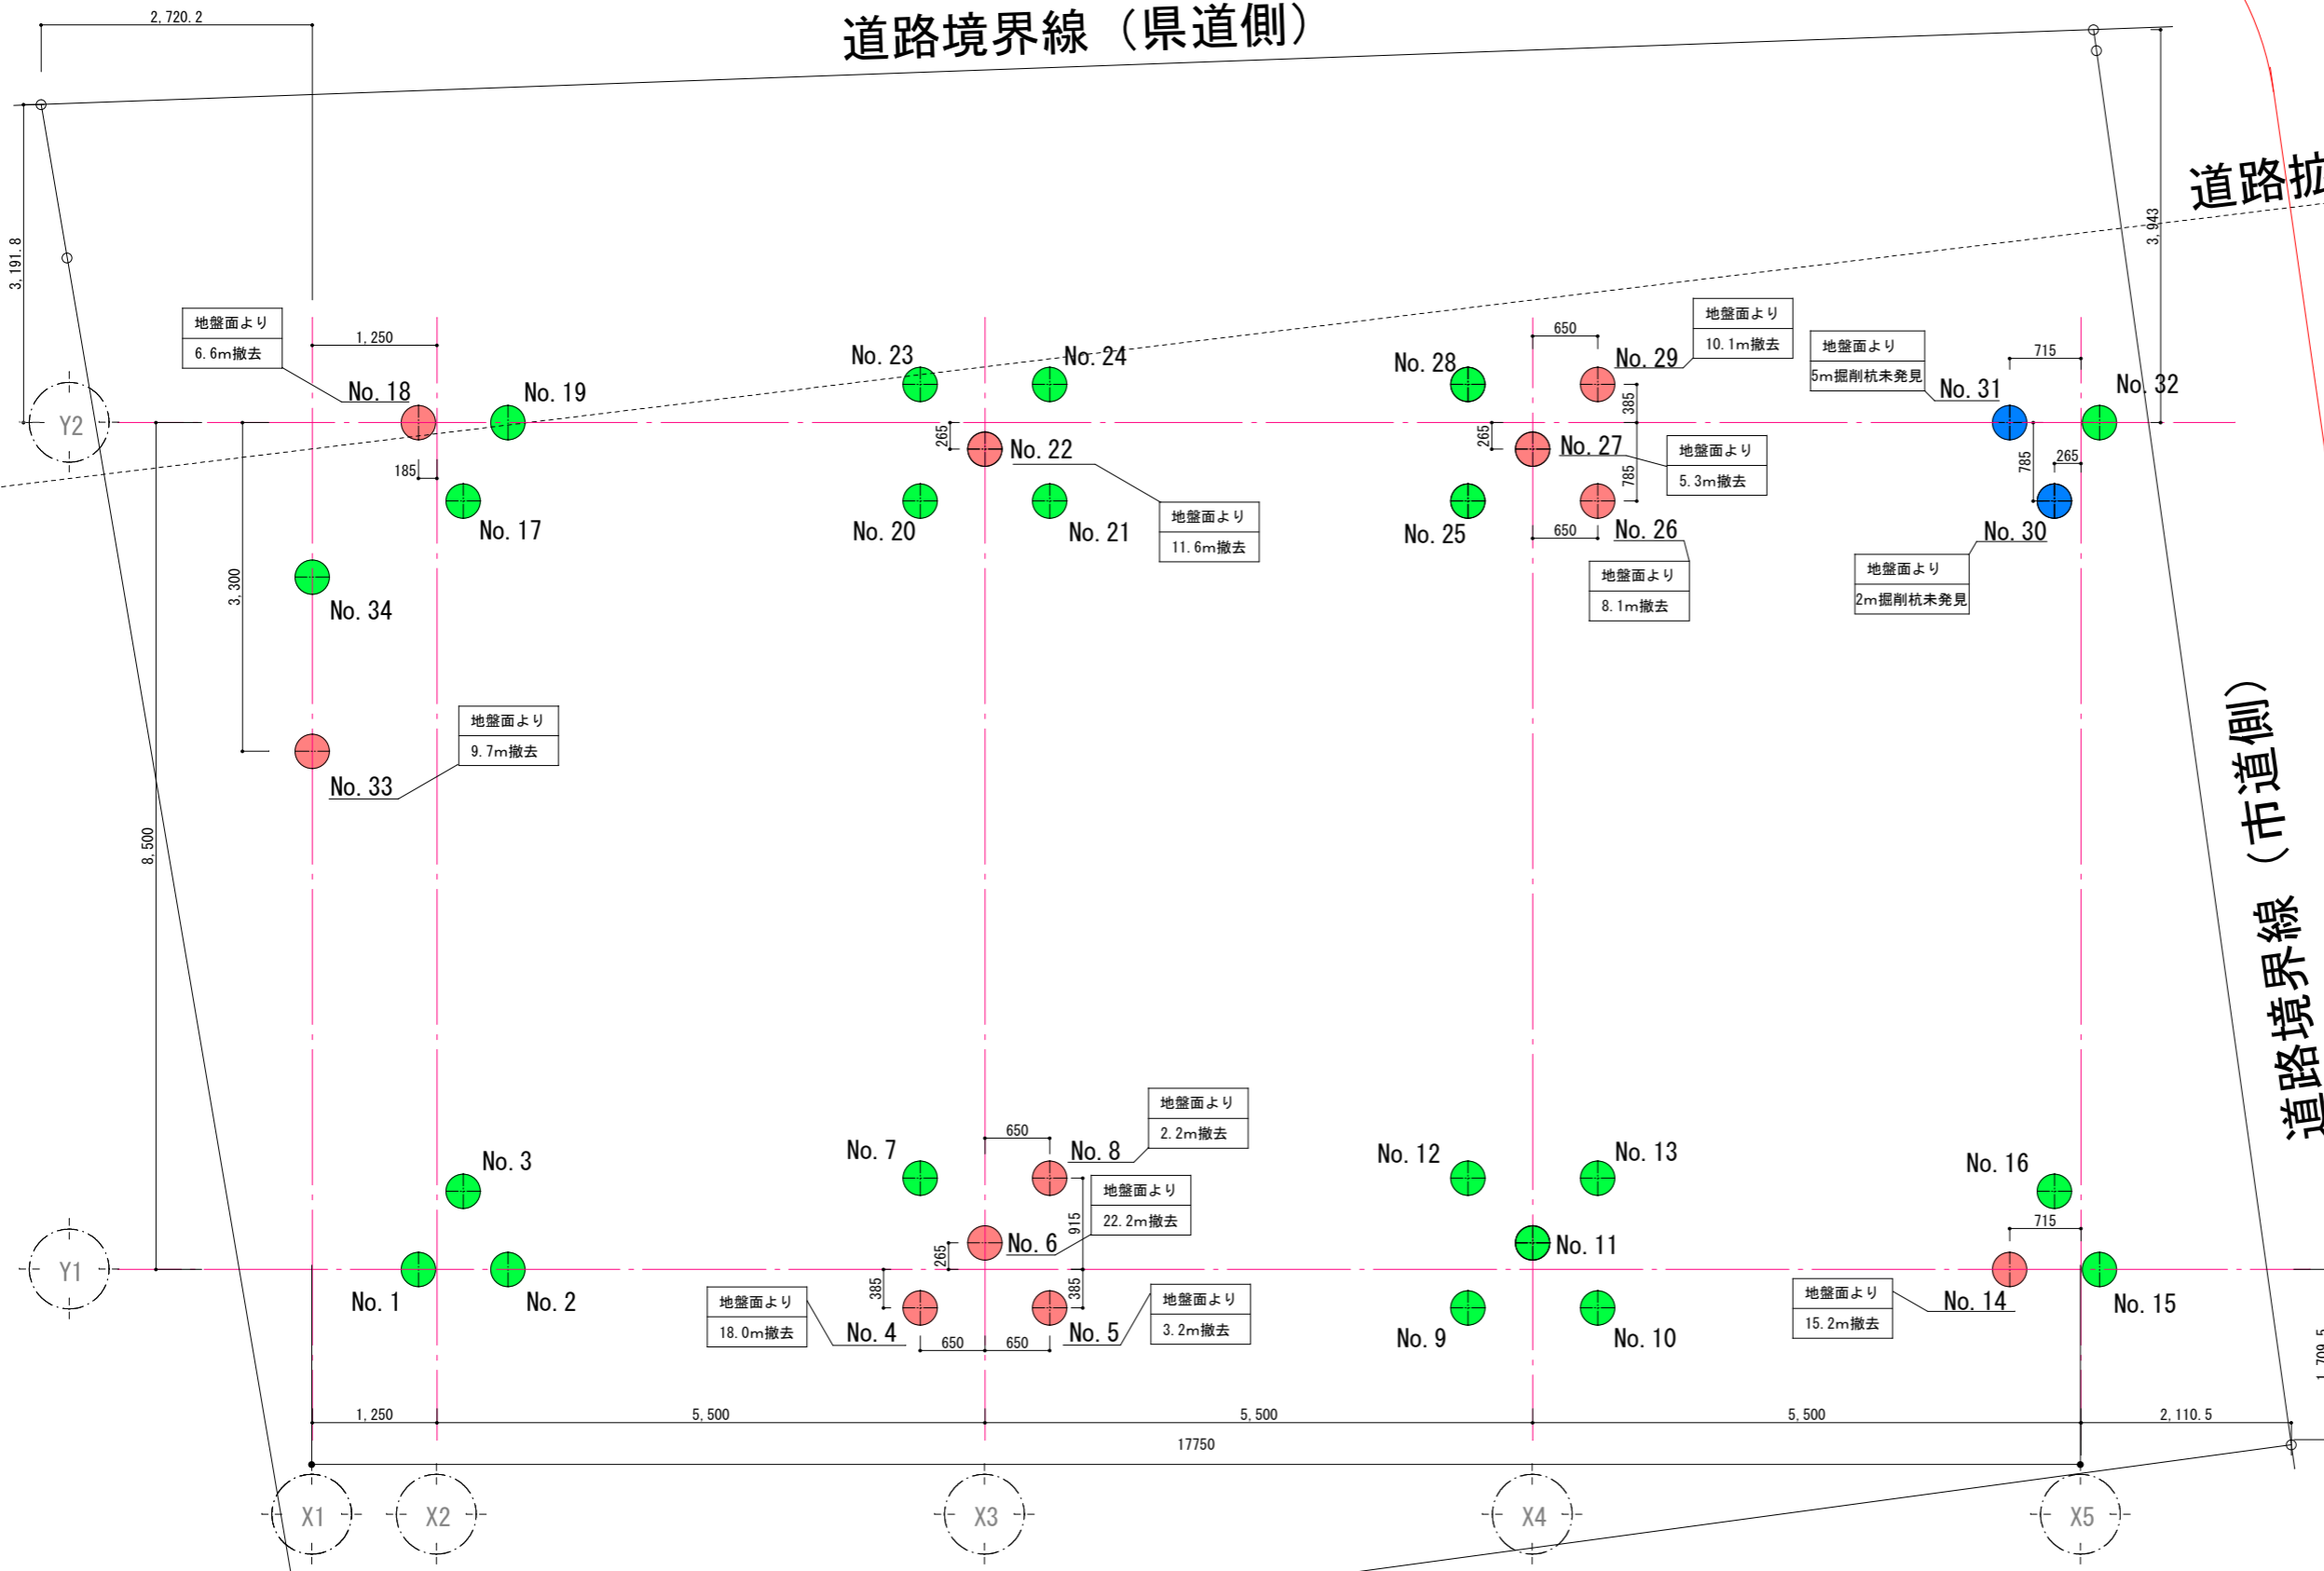 2,720.2
道路境界線（県道側）
道路拡
3,191.8
3,943
地盤面より
6.6m撤去
1,250
No.18
No.19
No.23
No.24
No.28
650
No.29
地盤面より
10.1m撤去
地盤面より
5m掘削杭未発見
715
No.31
No.32
Y2
185
No.17
265
No.22
No.20
No.21
地盤面より
11.6m撤去
265
No.27
385
785
地盤面より
5.3m撤去
No.25
650
No.26
地盤面より
8.1m撤去
785
265
No.30
地盤面より
2m掘削杭未発見
3,300
No.34
地盤面より
9.7m撤去
No.33
8,500
道路境界線（市道側）
地盤面より
2.2m撤去
650
No.3
No.7
No.8
地盤面より
22.2m撤去
No.12
No.13
No.16
915
265
No.6
No.11
715
Y1
385
385
No.1
No.2
地盤面より
18.0m撤去
No.4
No.5
地盤面より
3.2m撤去
No.9
No.10
地盤面より
15.2m撤去
No.14
No.15
650
650
1,709.5
1,250
5,500
5,500
5,500
2,110.5
17750
X1
X2
X3
X4
X5